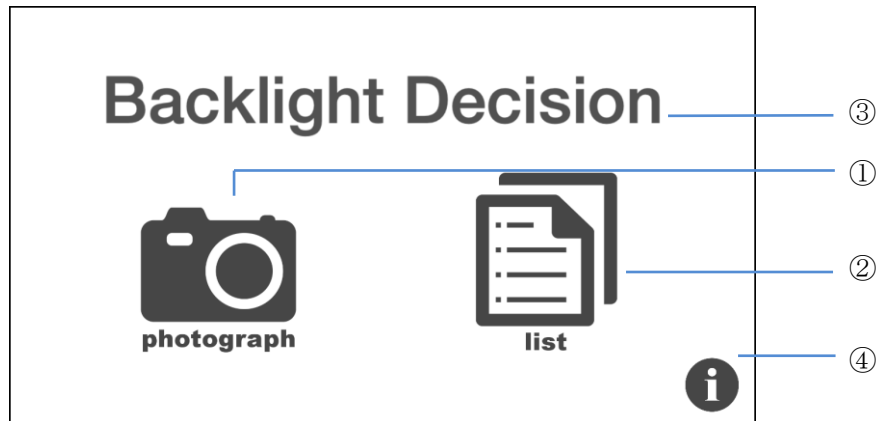 Backlight Decision
③
①
②
photograph
list
④
i